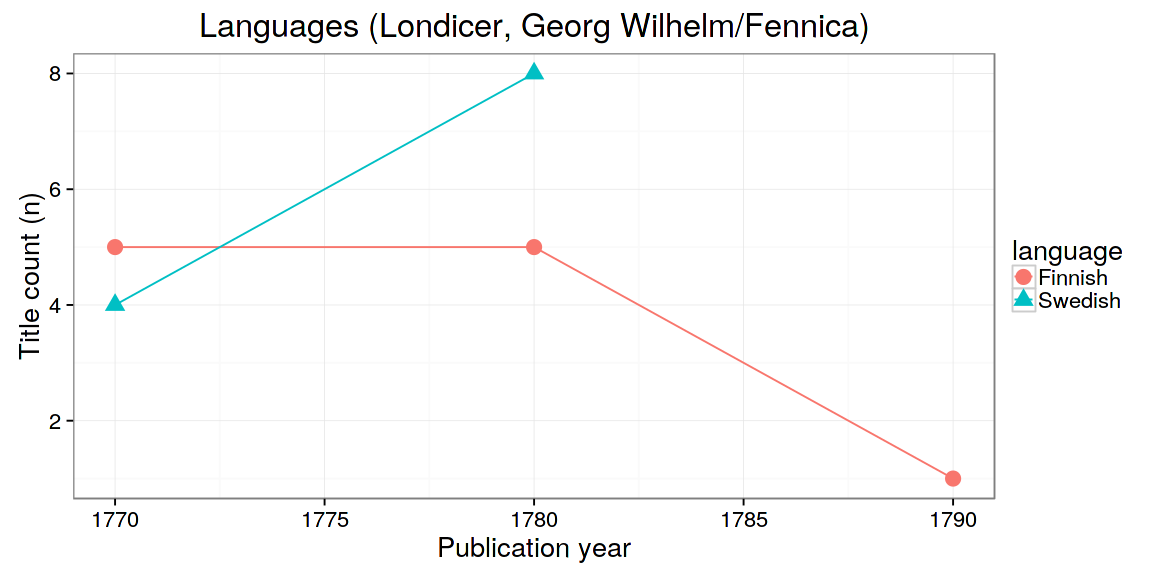 Languages (Londicer, Georg Wilhelm/Fennica)
8
6
4
2
Title count (n)
1770 1775 1780 1785 1790
Publication year
language
Finnish
Swedish